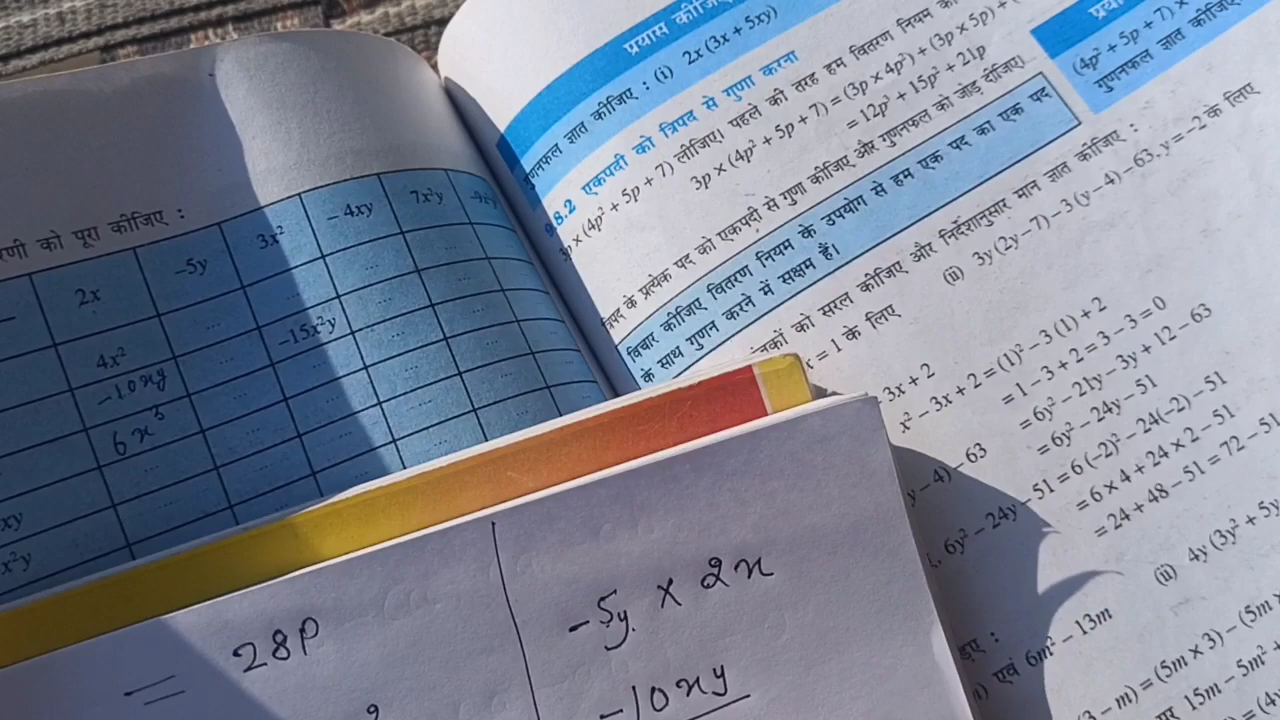 रणी को पूरा कीजिए :
2x
-5y
3x²
-4xy
7x²y
4x²
...
-15x²y
-10xy
6x³
xy
x²y
= 28p
-5y × 2x
-10xy
प्रयास कीजिए
गुणनफल ज्ञात कीजिए : (i) 2x (3x + 5xy)
9.8.2 एकपदी को त्रिपद से गुणा करना
3p × (4p² + 5p + 7) लीजिए। पहले की तरह हम वितरण नियम
3p × (4p² + 5p + 7) = (3p × 4p²) + (3p × 5p) +
= 12p² + 15p² + 21p
त्रिपद के प्रत्येक पद को एकपदी से गुणा कीजिए और गुणनफल को जोड़ दीजिए।
विचार कीजिए वितरण नियम के उपयोग से हम एक पद का एक पद
के साथ गुणन करने में सक्षम हैं।
(4p² + 5p + 7) ×
गुणनफल ज्ञात कीजिए
को सरल कीजिए और निर्देशानुसार मान ज्ञात कीजिए :
x = 1 के लिए
(ii) 3y (2y – 7) – 3 (y – 4) – 63, y = –2 के लिए
3x + 2
x² – 3x + 2 = (1)² – 3 (1) + 2
= 1 – 3 + 2 = 3 – 3 = 0
y – 4) – 63
= 6y² – 21y – 3y + 12 – 63
= 6y² – 24y – 51
6y² – 24y – 51 = 6 (–2)² – 24(–2) – 51
= 6 × 4 + 24 × 2 – 51
= 24 + 48 – 51 = 72 – 51
(ii) 4y (3y² + 5y
एवं 6m² – 13m
3 – m) = (5m × 3) – (5m ×
15m – 5m²